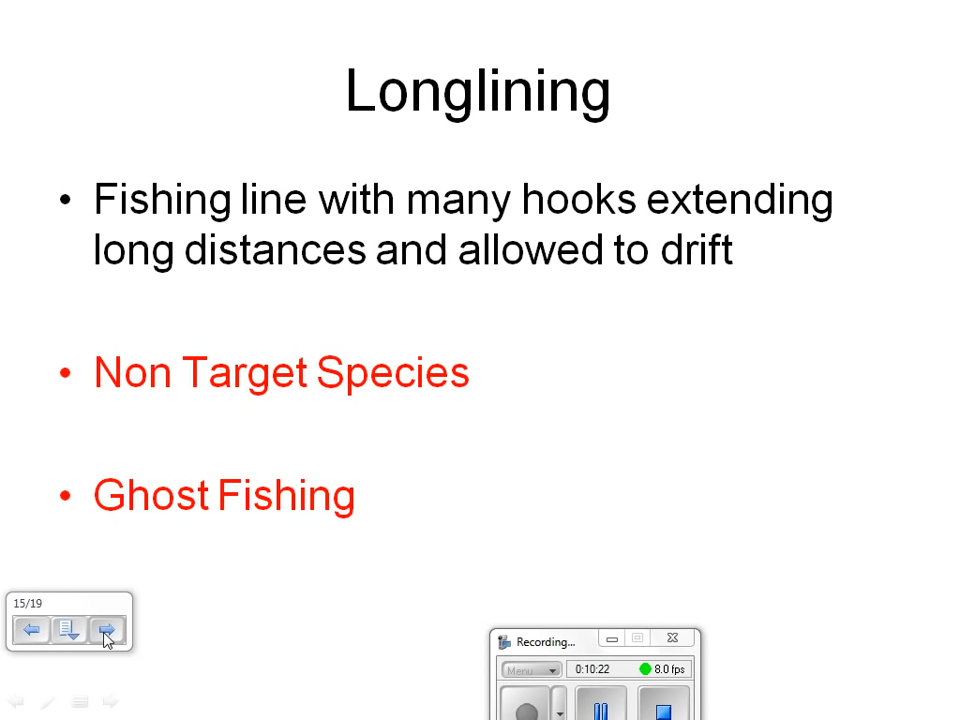 Longlining
• Fishing line with many hooks extending
long distances and allowed to drift
• Non Target Species
• Ghost Fishing
15/19
Recording...
Menu
0:10:22
8.0 fps